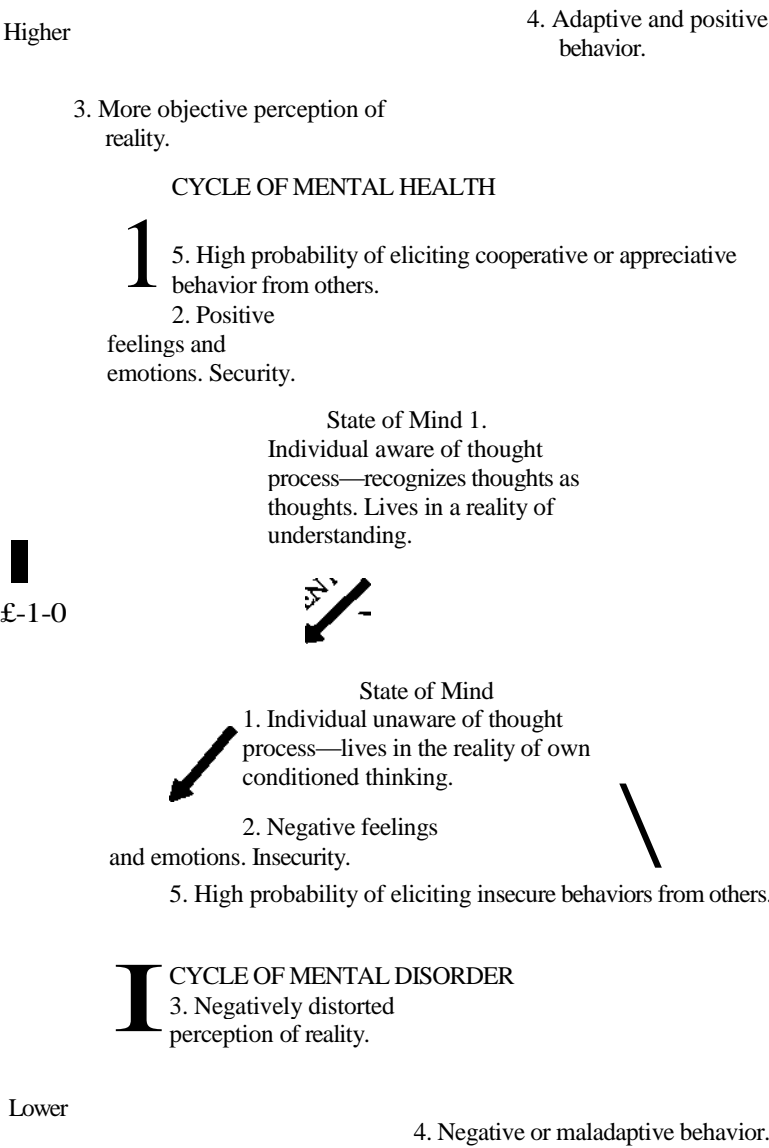 Higher
4. Adaptive and positive
behavior.
3. More objective perception of
reality.
CYCLE OF MENTAL HEALTH
1
5. High probability of eliciting cooperative or appreciative
behavior from others.
2. Positive
feelings and
emotions. Security.
State of Mind 1.
Individual aware of thought
process—recognizes thoughts as
thoughts. Lives in a reality of
understanding.
£-1-0
State of Mind
1. Individual unaware of thought
process—lives in the reality of own
conditioned thinking.
2. Negative feelings
and emotions. Insecurity.
5. High probability of eliciting insecure behaviors from others.
I
CYCLE OF MENTAL DISORDER
3. Negatively distorted
perception of reality.
Lower
4. Negative or maladaptive behavior.